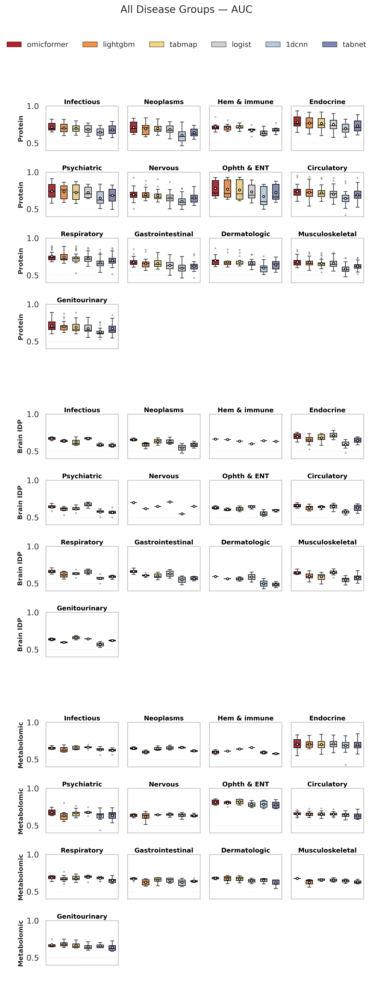 All Disease Groups — AUC
omicformer lightgbm tabmap logist 1dcnn tabnet
Infectious Neoplasms Hem & immune Endocrine
Protein 1.0 0.5
Psychiatric Nervous Ophth & ENT Circulatory
Protein 1.0 0.5
Respiratory Gastrointestinal Dermatologic Musculoskeletal
Protein 1.0 0.5
Genitourinary
Protein 1.0 0.5
Infectious Neoplasms Hem & immune Endocrine
Brain IDP 1.0 0.5
Psychiatric Nervous Ophth & ENT Circulatory
Brain IDP 1.0 0.5
Respiratory Gastrointestinal Dermatologic Musculoskeletal
Brain IDP 1.0 0.5
Genitourinary
Brain IDP 1.0 0.5
Infectious Neoplasms Hem & immune Endocrine
Metabolomic 1.0 0.5
Psychiatric Nervous Ophth & ENT Circulatory
Metabolomic 1.0 0.5
Respiratory Gastrointestinal Dermatologic Musculoskeletal
Metabolomic 1.0 0.5
Genitourinary
Metabolomic 1.0 0.5